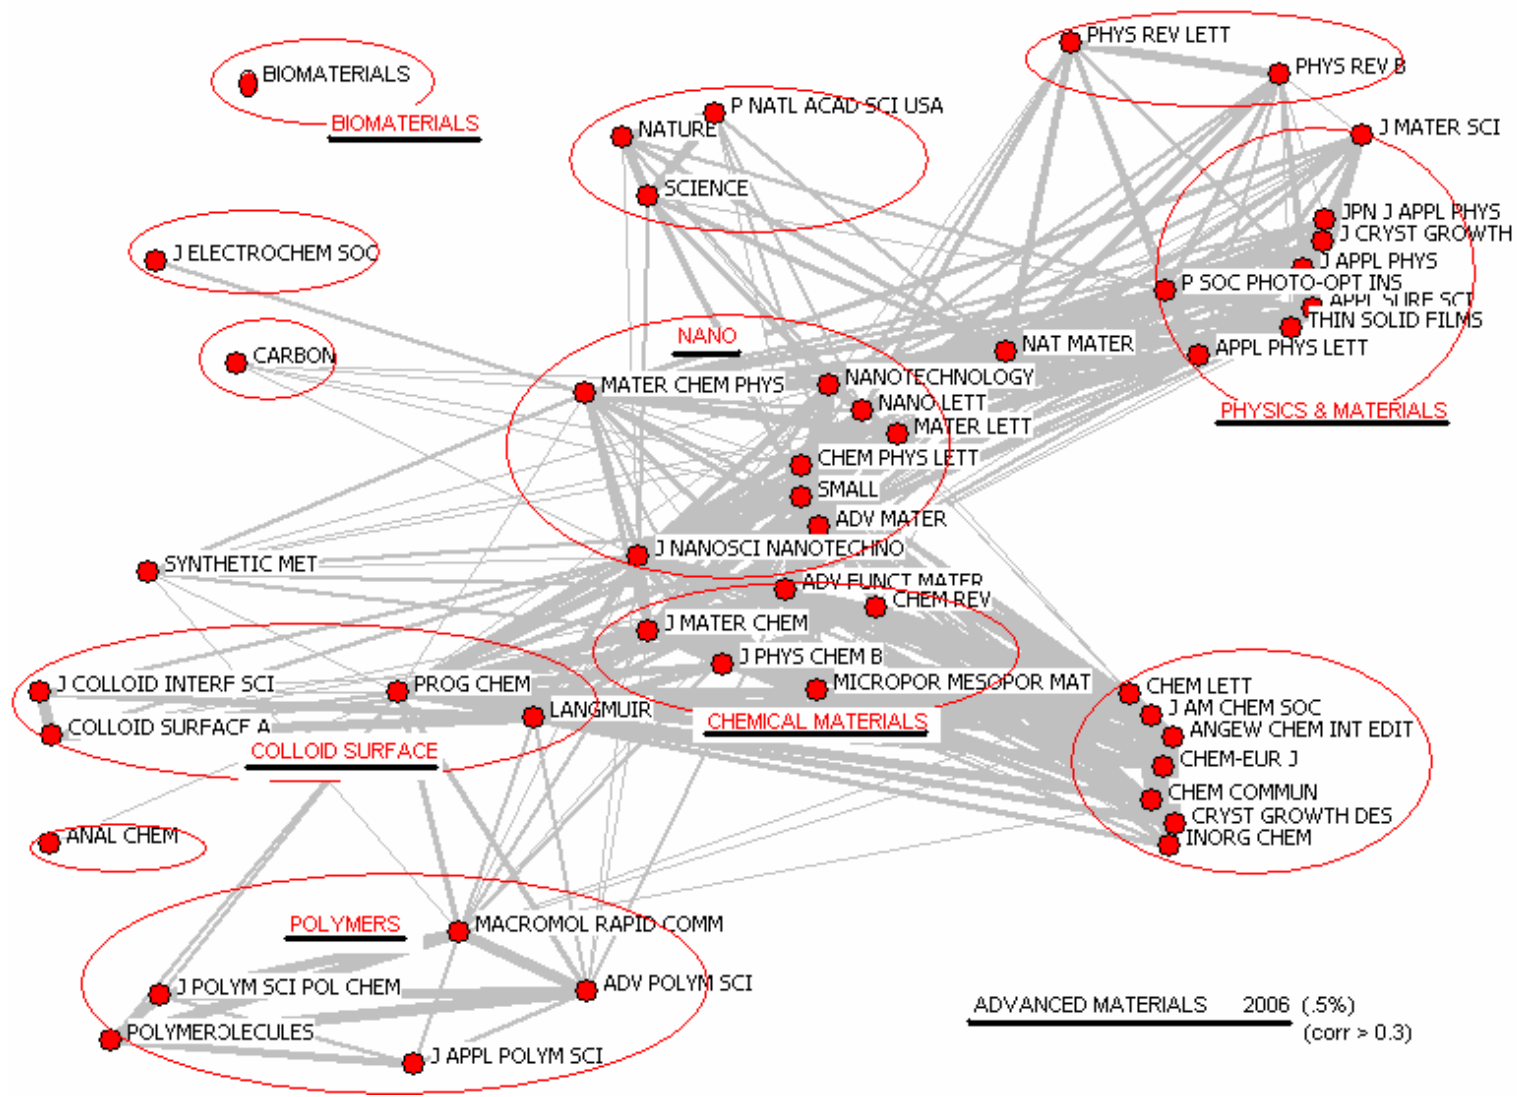 PHYS REV LETT
PHYS REV B
BIOMATERIALS
BIOMATERIALS
P NATL ACAD SCI USA
NATURE
SCIENCE
J MATER SCI
JPN J APPL PHYS
J CRYST GROWTH
J APPL PHYS
P SOC PHOTO-OPT INS
APPL SURF SCI
THIN SOLID FILMS
APPL PHYS LETT
PHYSICS & MATERIALS
J ELECTROCHEM SOC
CARBON
NANO
NAT MATER
MATER CHEM PHYS
NANOTECHNOLOGY
NANO LETT
MATER LETT
CHEM PHYS LETT
SMALL
ADV MATER
J NANOSCI NANOTECHNO
SYNTHETIC MET
ADV FUNCT MATER
CHEM REV
J MATER CHEM
J PHYS CHEM B
MICROPOR MESOPOR MAT
CHEMICAL MATERIALS
J COLLOID INTERF SCI
PROG CHEM
LANGMUIR
COLLOID SURFACE A
COLLOID SURFACE
CHEM LETT
J AM CHEM SOC
ANGEW CHEM INT EDIT
CHEM-EUR J
CHEM COMMUN
CRYST GROWTH DES
INORG CHEM
ANAL CHEM
POLYMERS
MACROMOL RAPID COMM
J POLYM SCI POL CHEM
ADV POLYM SCI
J APPL POLYM SCI
ADVANCED MATERIALS 2006 (.5%)
(corr > 0.3)